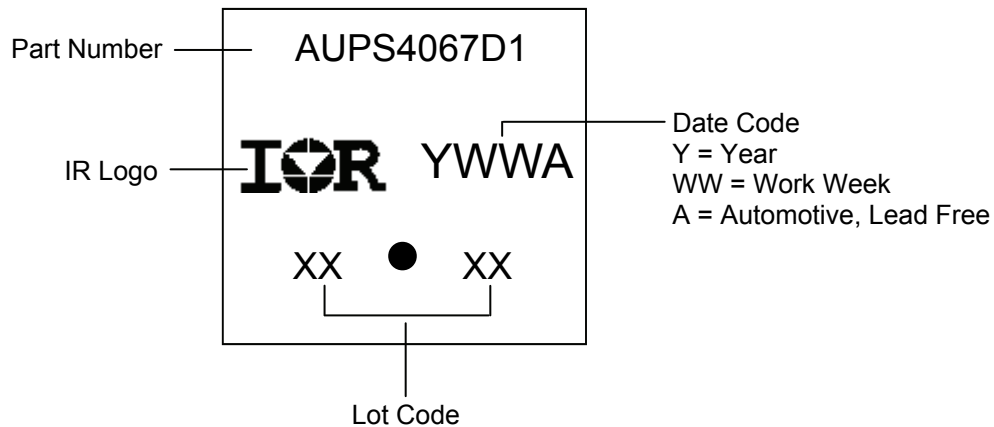 Part Number
AUPS4067D1
IR Logo
IOR
YWWA
Date Code
Y = Year
WW = Work Week
A = Automotive, Lead Free
XX
XX
Lot Code